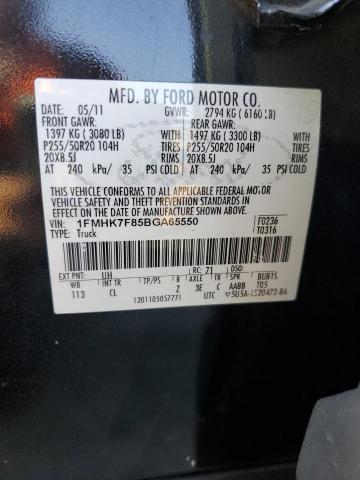 MFD. BY FORD MOTOR CO.
DATE: 05/11 GVWR: 2794 KG ( 6160 LB)
FRONT GAWR: REAR GAWR:
1397 KG ( 3080 LB) WITH 1497 KG ( 3300 LB) WITH
P255/50R20 104H TIRES P255/50R20 104H TIRES
20X8.5J RIMS 20X8.5J RIMS
AT 240 kPa/ 35 PSI COLD AT 240 kPa/ 35 PSI COLD
THIS VEHICLE CONFORMS TO ALL APPLICABLE FEDERAL MOTOR VEHICLE
SAFETY AND THEFT PREVENTION STANDARDS IN EFFECT ON THE DATE OF
MANUFACTURE SHOWN ABOVE.
VIN: 1FMHK7F85BGA65550 F0236
TYPE: Truck T0316
EXT PNT: UH RC: 71 DSO:
WB BRK INT TR TP/PS R AXLE TR SPR BUBTS
113 CL Z 3E C AABB T05
1201105057771 UTC